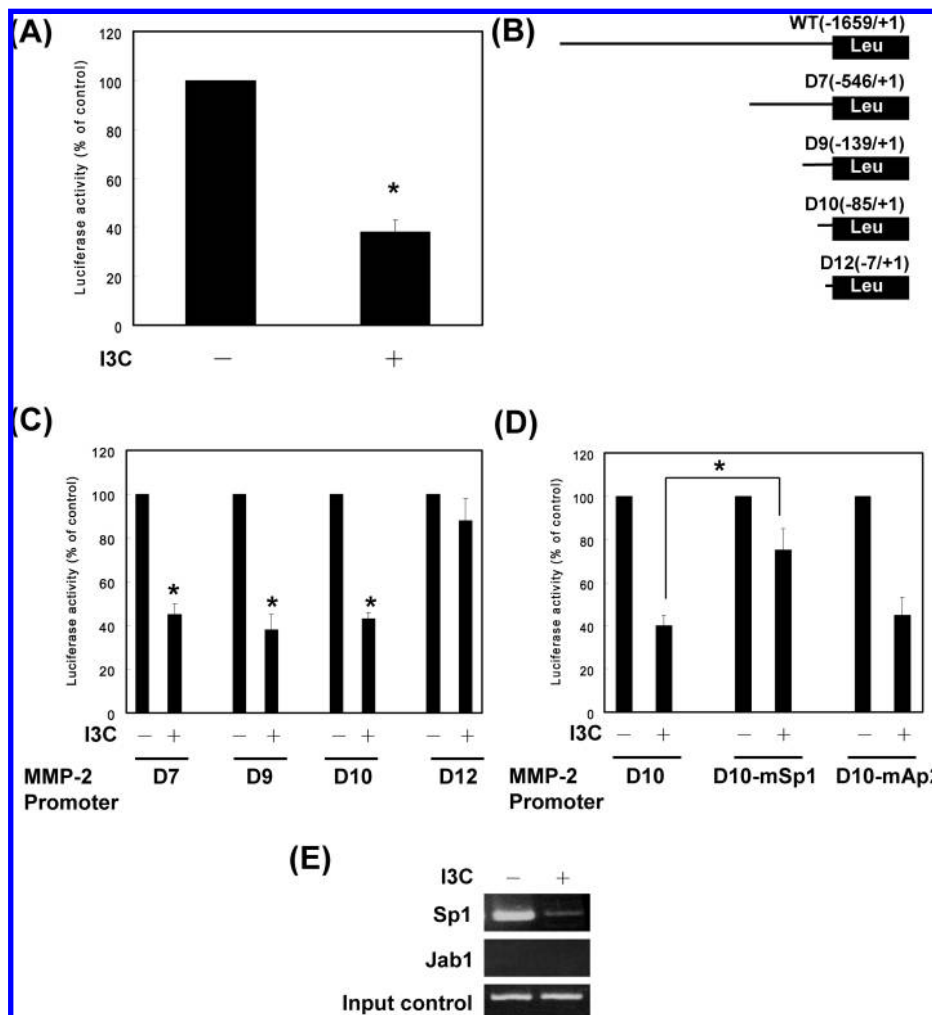 (A)
120
100
80
60
40
20
0
Luciferase activity (% of control)
*
I3C − +
(B)
WT(-1659/+1)
Leu
D7(-546/+1)
Leu
D9(-139/+1)
Leu
D10(-85/+1)
Leu
D12(-7/+1)
Leu
(C)
120
100
80
60
40
20
0
Luciferase activity (% of control)
* * *
− + − + − + − + I3C
MMP-2 Promoter D7 D9 D10 D12
(D)
120
100
80
60
40
20
0
Luciferase activity (% of control)
*
I3C − + − + − +
MMP-2 Promoter D10 D10-mSp1 D10-mAp2
(E)
I3C − +
Sp1
Jab1
Input control